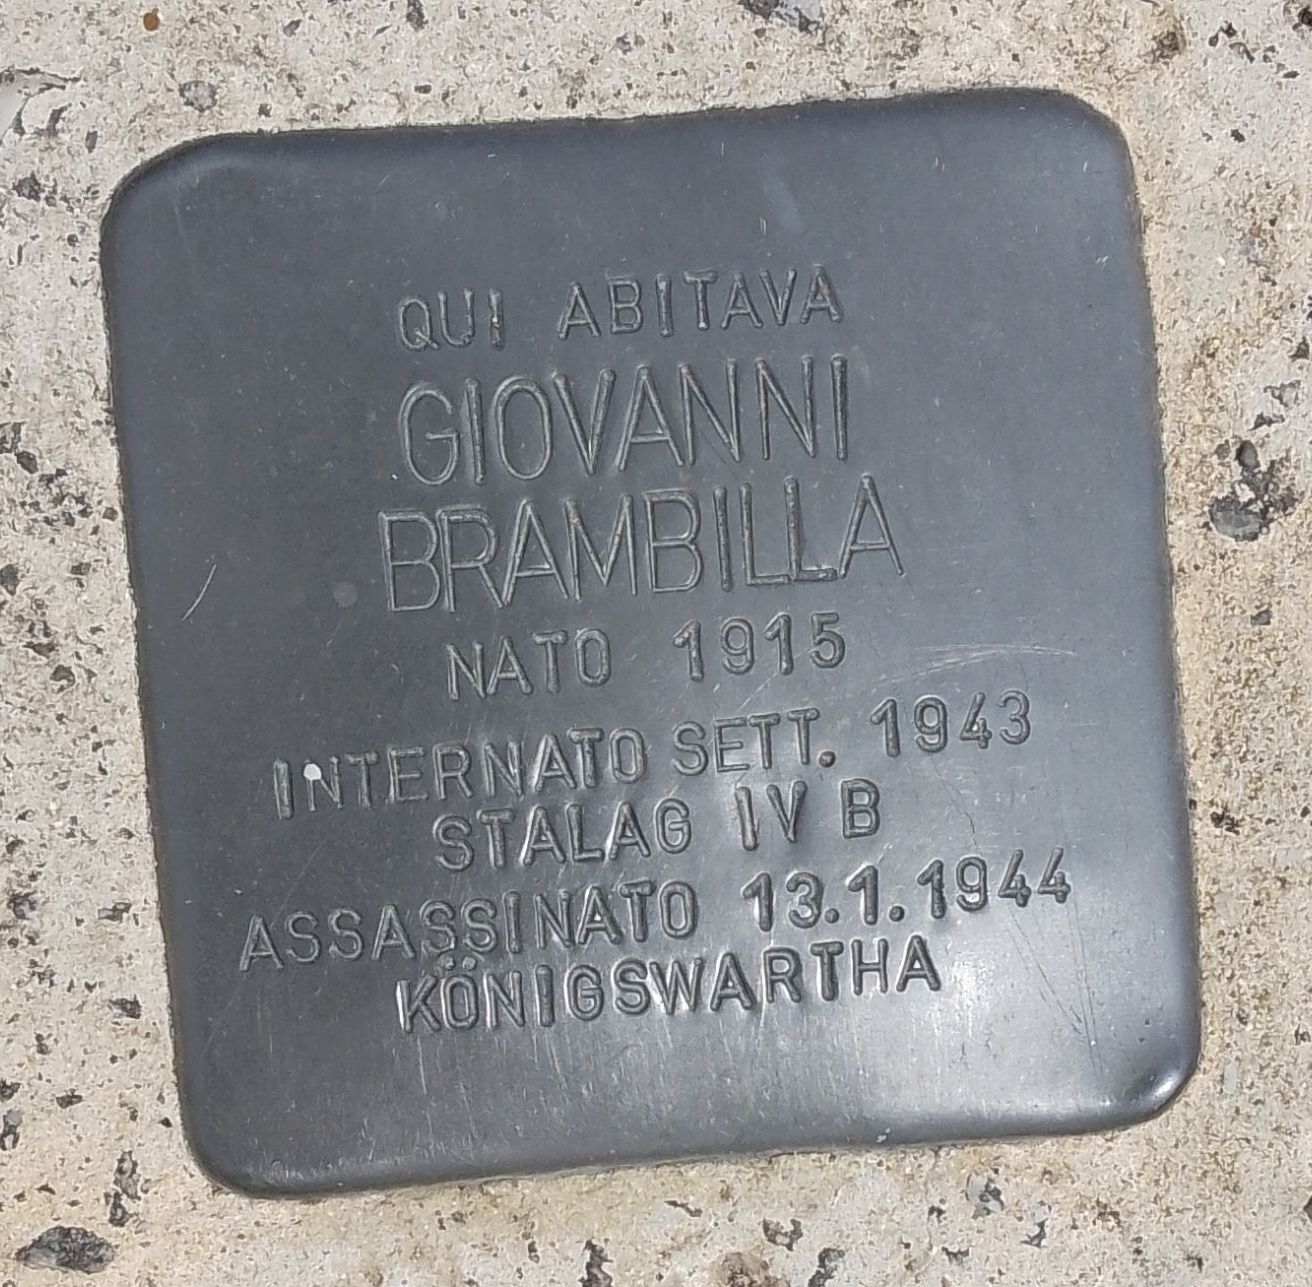 QUI ABITAVA
GIOVANNI
BRAMBILLA
NATO 1915
INTERNATO SETT. 1943
STALAG IV B
ASSASSINATO 13.1.1944
KÖNIGSWARTHA